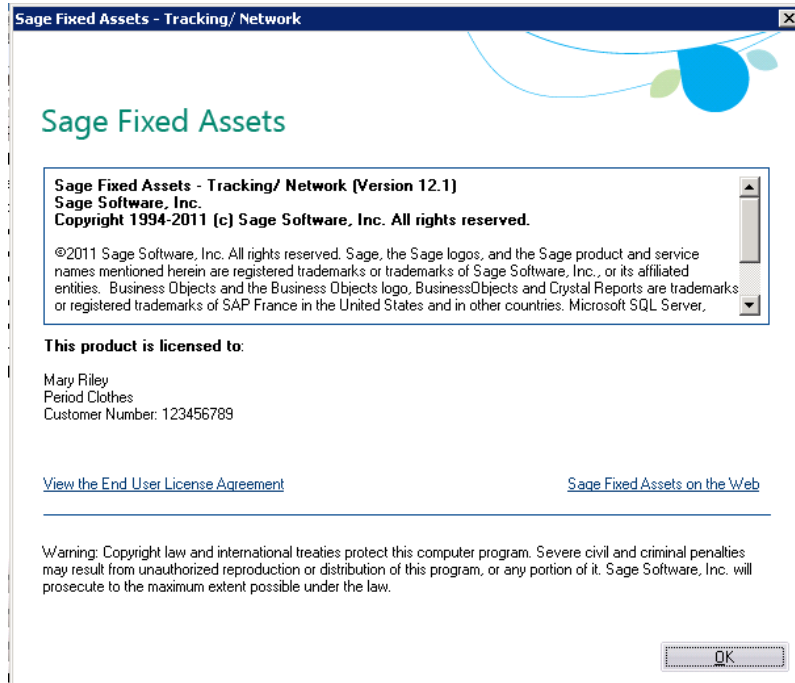 Sage Fixed Assets - Tracking/ Network
Sage Fixed Assets
Sage Fixed Assets - Tracking/ Network (Version 12.1)
Sage Software, Inc.
Copyright 1994-2011 (c) Sage Software, Inc. All rights reserved.
©2011 Sage Software, Inc. All rights reserved. Sage, the Sage logos, and the Sage product and service
names mentioned herein are registered trademarks or trademarks of Sage Software, Inc., or its affiliated
entities.  Business Objects and the Business Objects logo, BusinessObjects and Crystal Reports are trademarks
or registered trademarks of SAP France in the United States and in other countries. Microsoft SQL Server,
This product is licensed to:
Mary Riley
Period Clothes
Customer Number: 123456789
View the End User License Agreement
Sage Fixed Assets on the Web
Warning: Copyright law and international treaties protect this computer program. Severe civil and criminal penalties
may result from unauthorized reproduction or distribution of this program, or any portion of it. Sage Software, Inc. will
prosecute to the maximum extent possible under the law.
OK